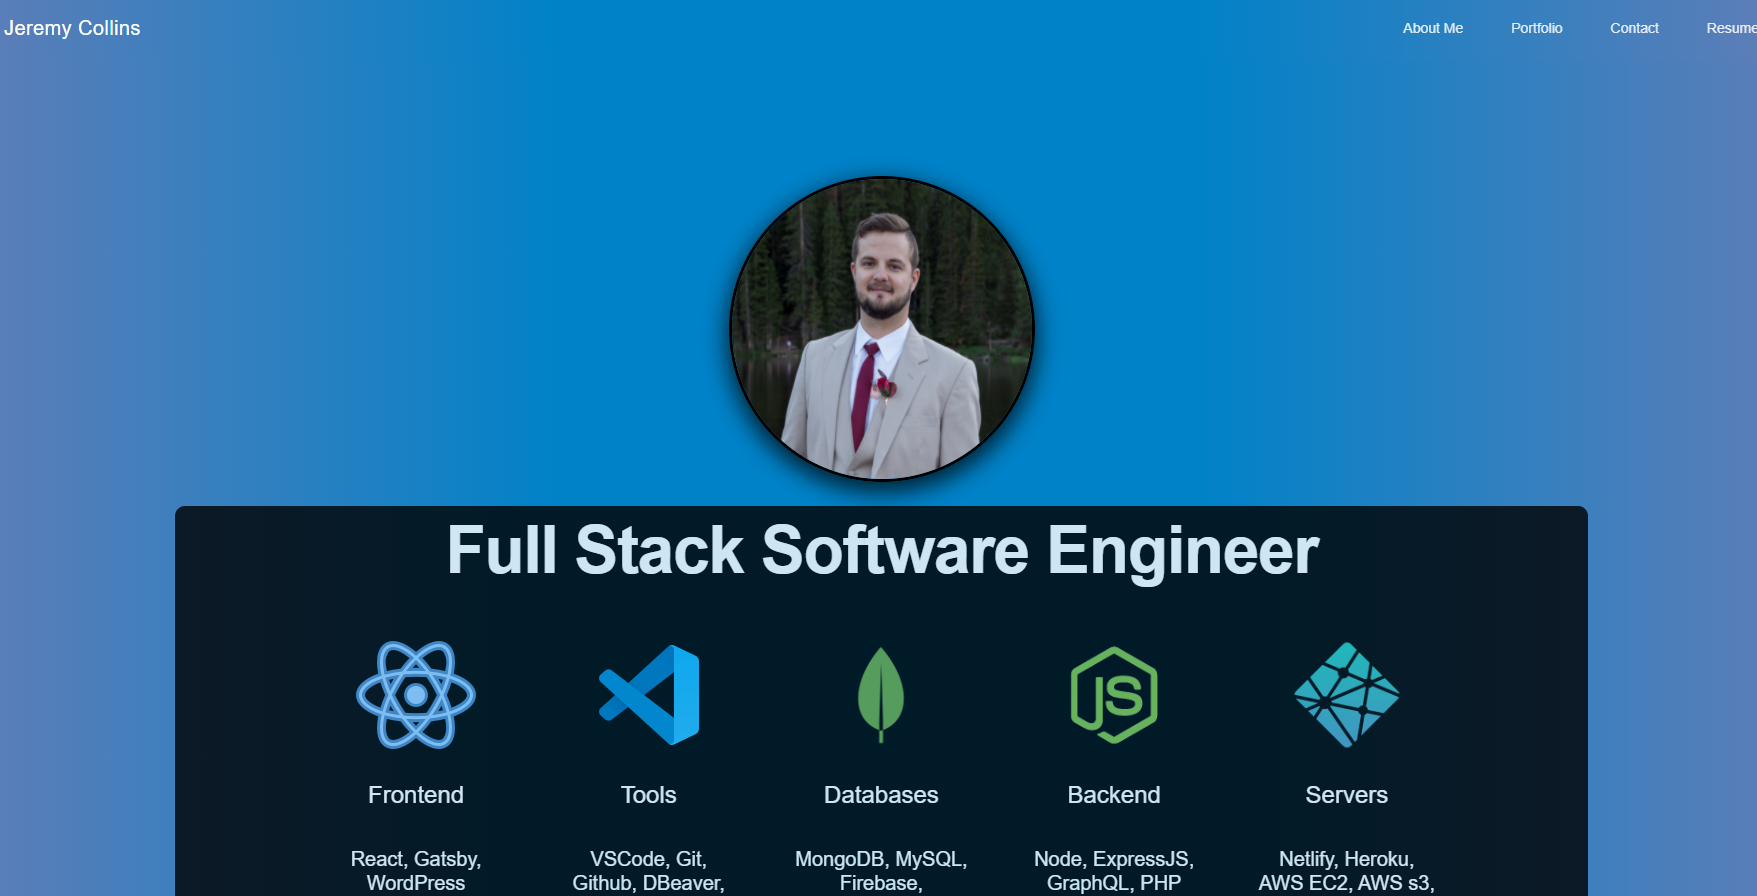 Jeremy Collins
About Me
Portfolio
Contact
Resume
Full Stack Software Engineer
JS
Frontend
Tools
Databases
Backend
Servers
React, Gatsby,
WordPress
VSCode, Git,
Github, DBeaver,
MongoDB, MySQL,
Firebase,
Node, ExpressJS,
GraphQL, PHP
Netlify, Heroku,
AWS EC2, AWS s3,